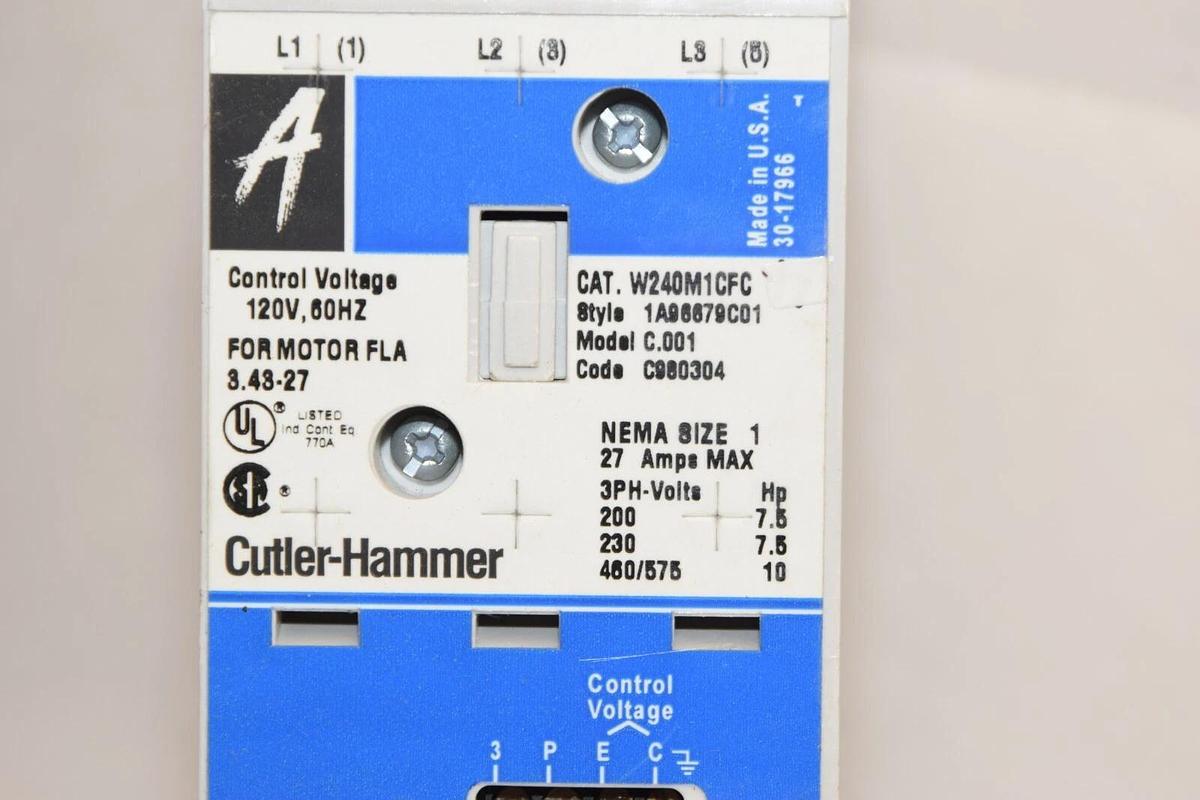 L1 (1) L2 (3) L3 (5)
A
T
Made in U.S.A.
30-17966
Control Voltage
120V, 60HZ
FOR MOTOR FLA
3.43-27
UL ® LISTED
Ind. Cont. Eq.
770A
SA ®
Cutler-Hammer
CAT. W240M1CFC
Style 1A96679C01
Model C.001
Code C980304
NEMA SIZE 1
27 Amps MAX
3PH-Volts Hp
200 7.5
230 7.5
460/575 10
Control
Voltage
3 P E C